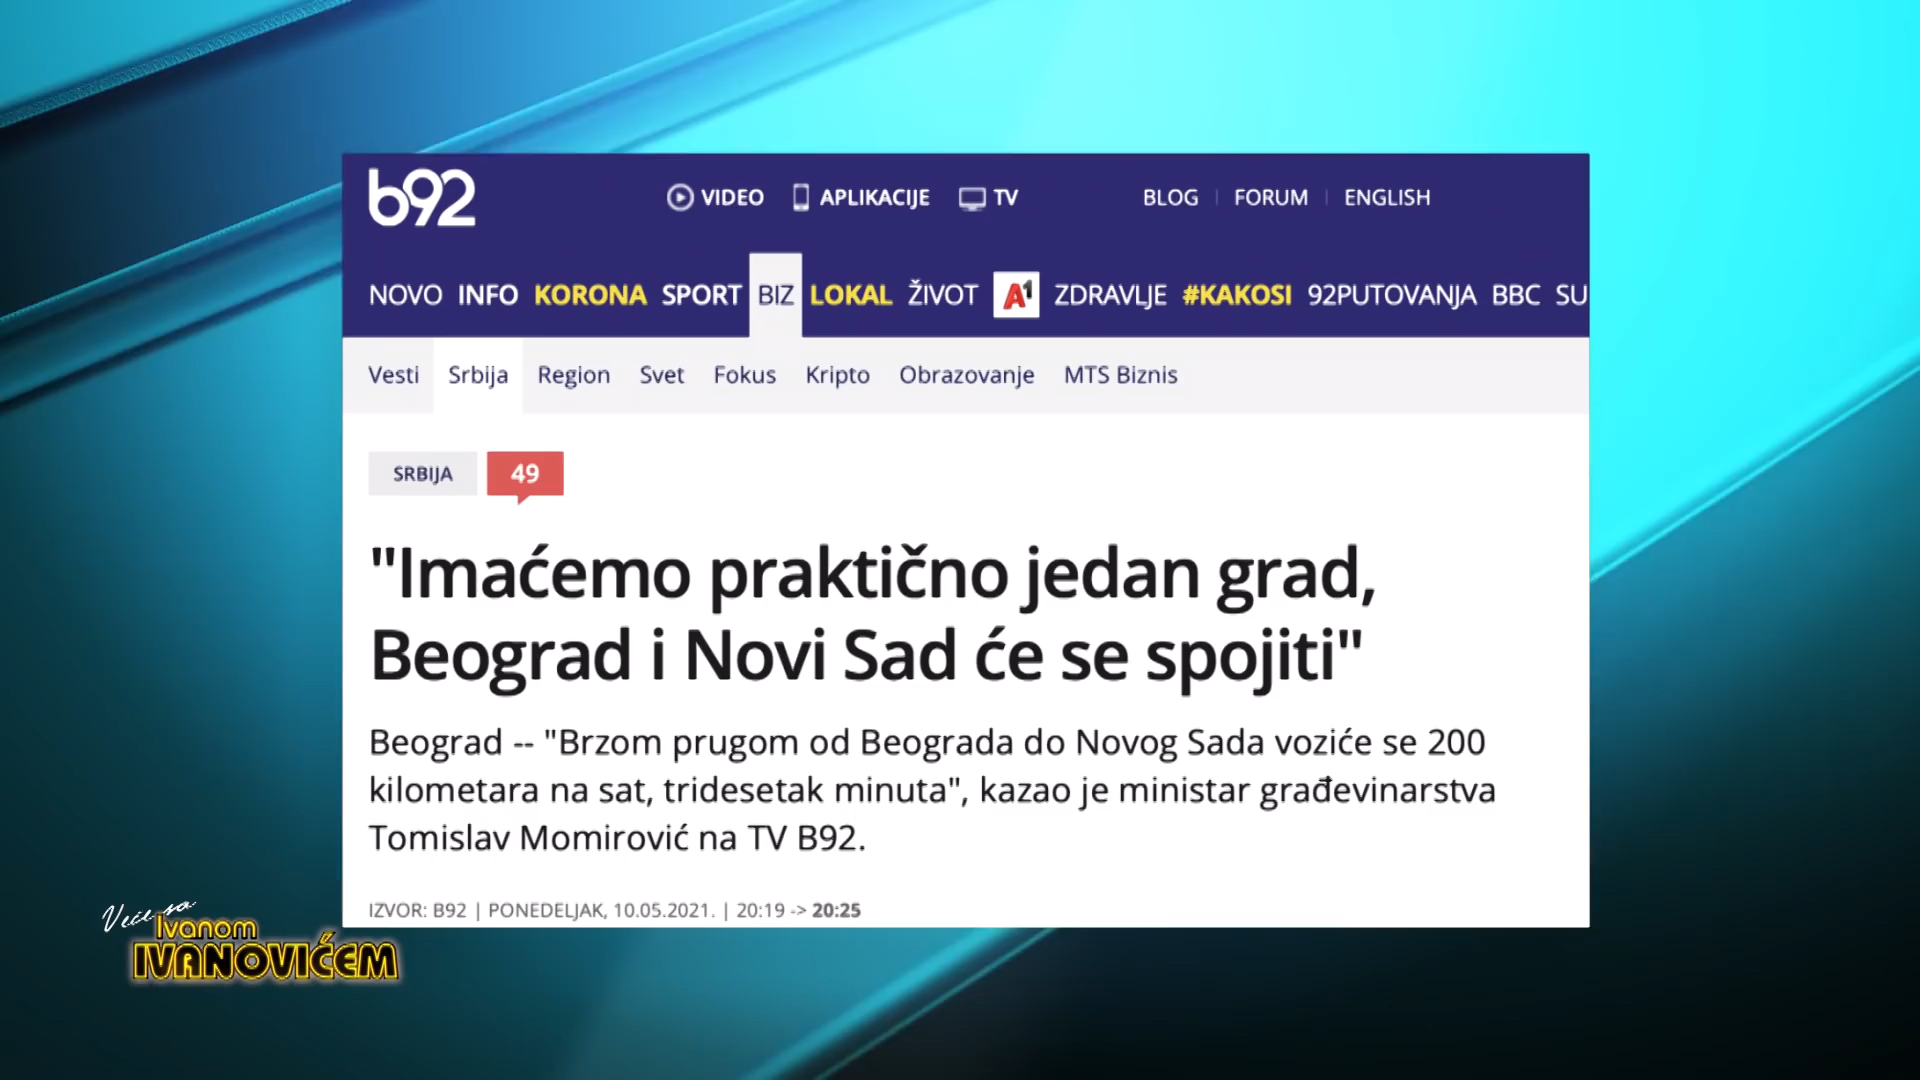 b92
VIDEO APLIKACIJE TV BLOG FORUM ENGLISH
NOVO INFO KORONA SPORT BIZ LOKAL ŽIVOT A1 ZDRAVLJE #KAKOSI 92PUTOVANJA BBC SU
Vesti Srbija Region Svet Fokus Kripto Obrazovanje MTS Biznis
SRBIJA 49
"Imaćemo praktično jedan grad,
Beograd i Novi Sad će se spojiti"
Beograd -- "Brzom prugom od Beograda do Novog Sada voziće se 200
kilometara na sat, tridesetak minuta", kazao je ministar građevinarstva
Tomislav Momirović na TV B92.
IZVOR: B92 | PONEDELJAK, 10.05.2021. | 20:19 -> 20:25
Veče sa
Ivanom
IVANOVIĆEM